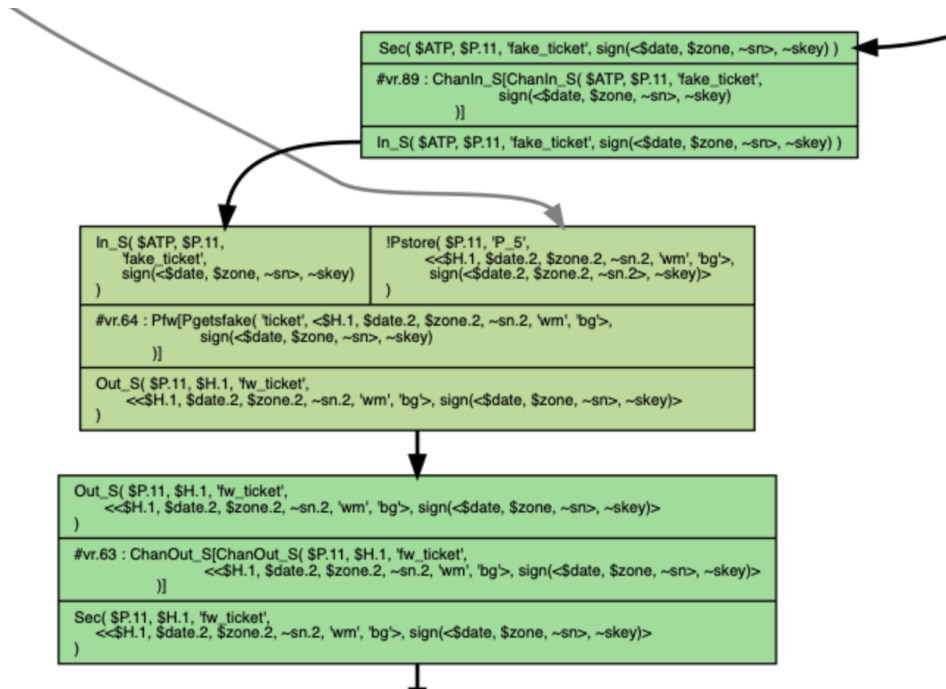 Sec( $ATP, $P.11, 'fake_ticket', sign(<$date, $zone, ~sn>, ~skey) )
#vr.89 : ChanIn_S[ChanIn_S( $ATP, $P.11, 'fake_ticket',
sign(<$date, $zone, ~sn>, ~skey)
)]
In_S( $ATP, $P.11, 'fake_ticket', sign(<$date, $zone, ~sn>, ~skey) )
In_S( $ATP, $P.11,
'fake_ticket',
sign(<$date, $zone, ~sn>, ~skey)
)
!Pstore( $P.11, 'P_5',
<<$H.1, $date.2, $zone.2, ~sn.2, 'wm', 'bg'>,
sign(<$date.2, $zone.2, ~sn.2>, ~skey)>
)
#vr.64 : Pfw[Pgetsfake( 'ticket', <$H.1, $date.2, $zone.2, ~sn.2, 'wm', 'bg'>,
sign(<$date, $zone, ~sn>, ~skey)
)]
Out_S( $P.11, $H.1, 'fw_ticket',
<<$H.1, $date.2, $zone.2, ~sn.2, 'wm', 'bg'>, sign(<$date, $zone, ~sn>, ~skey)>
)
Out_S( $P.11, $H.1, 'fw_ticket',
<<$H.1, $date.2, $zone.2, ~sn.2, 'wm', 'bg'>, sign(<$date, $zone, ~sn>, ~skey)>
)
#vr.63 : ChanOut_S[ChanOut_S( $P.11, $H.1, 'fw_ticket',
<<$H.1, $date.2, $zone.2, ~sn.2, 'wm', 'bg'>, sign(<$date, $zone, ~sn>, ~skey)>
)]
Sec( $P.11, $H.1, 'fw_ticket',
<<$H.1, $date.2, $zone.2, ~sn.2, 'wm', 'bg'>, sign(<$date, $zone, ~sn>, ~skey)>
)